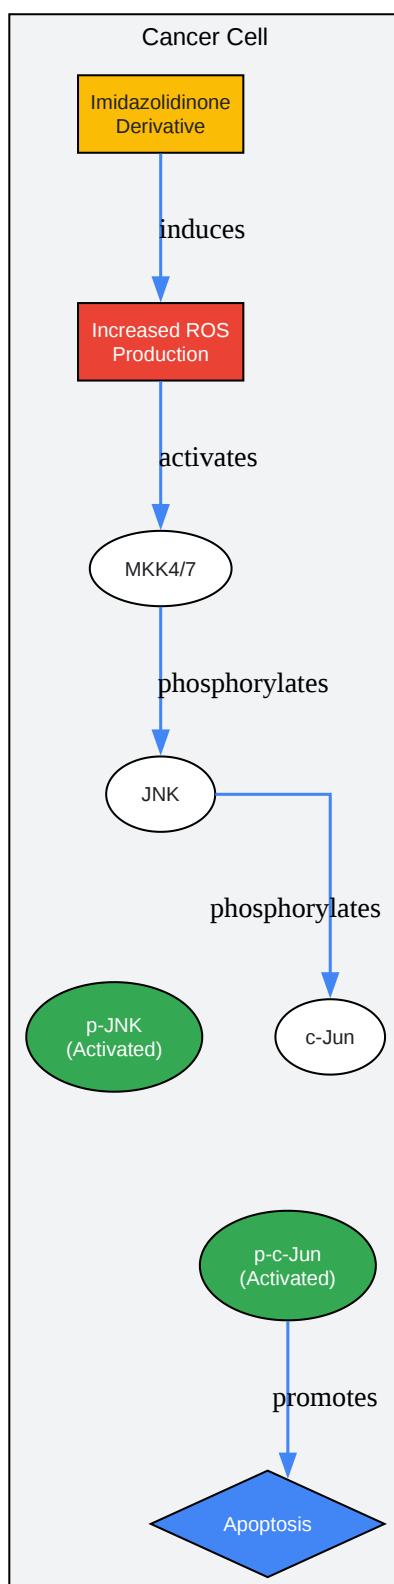 Cancer Cell
Imidazolidinone
Derivative
induces
Increased ROS
Production
activates
MKK4/7
phosphorylates
JNK
phosphorylates
p-JNK
(Activated)
c-Jun
p-c-Jun
(Activated)
promotes
Apoptosis